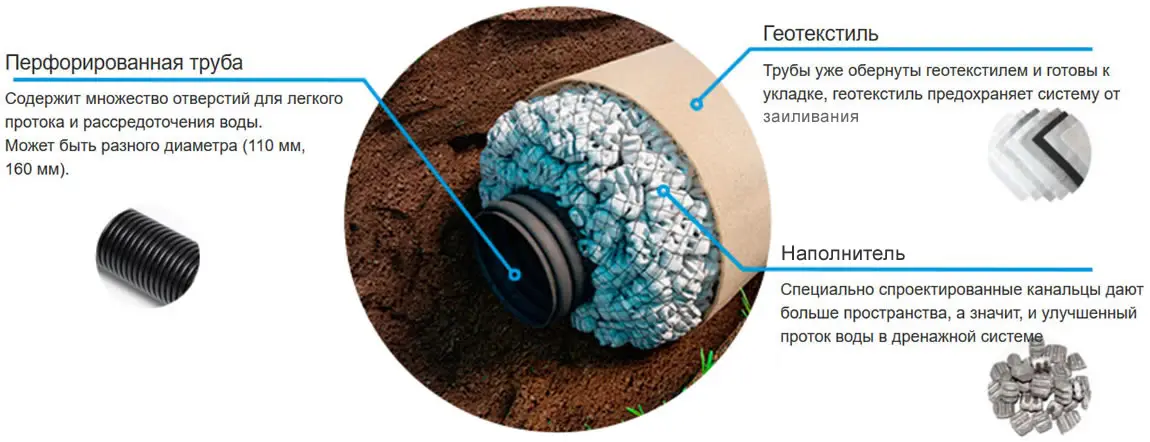 Перфорированная труба
Содержит множество отверстий для легкого
протока и рассредоточения воды.
Может быть разного диаметра (110 мм,
160 мм).
Геотекстиль
Трубы уже обернуты геотекстилем и готовы к
укладке, геотекстиль предохраняет систему от
заиливания
Наполнитель
Специально спроектированные канальцы дают
больше пространства, а значит, и улучшенный
проток воды в дренажной системе